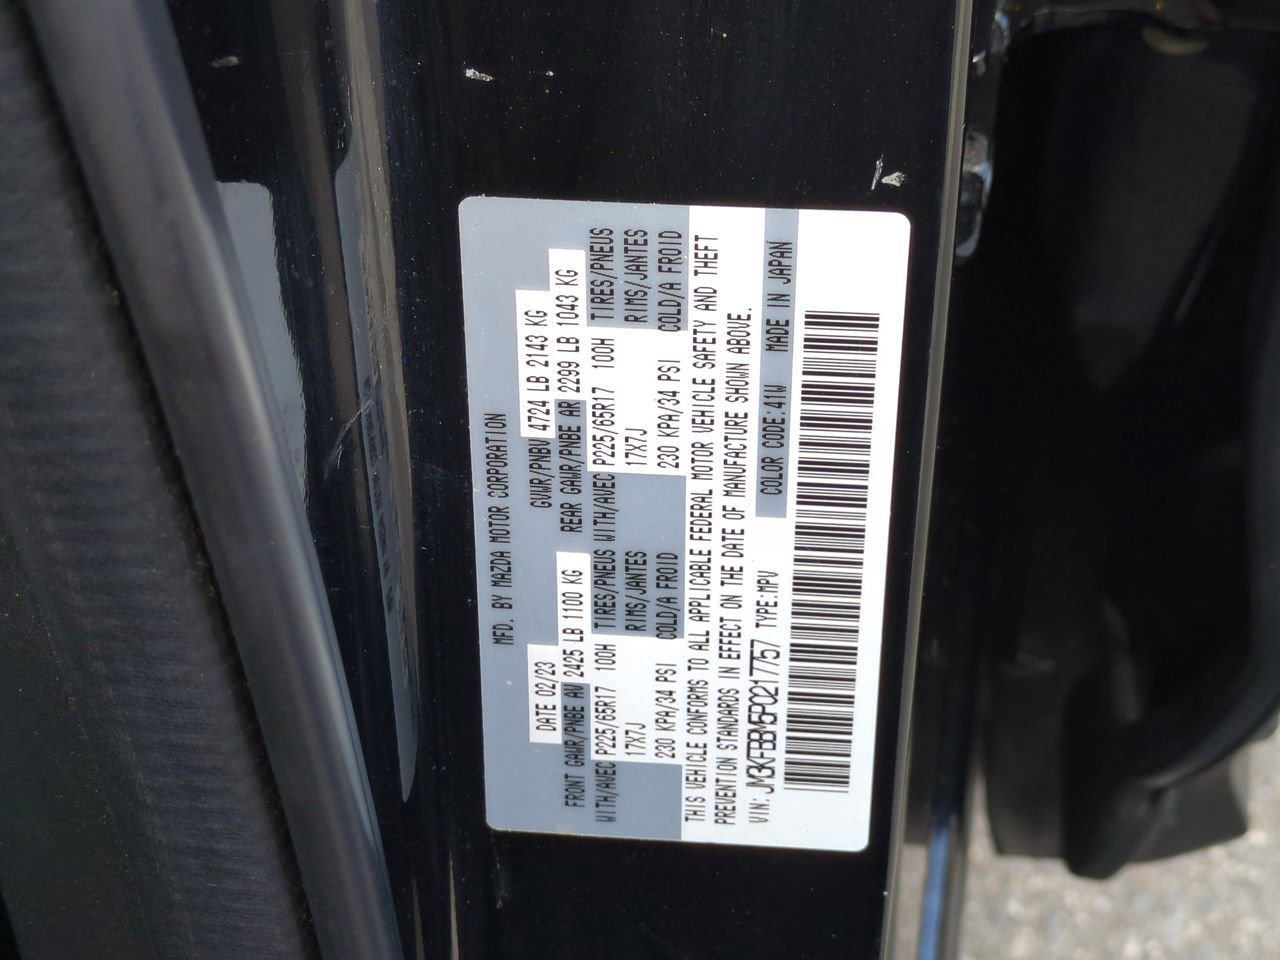 MFD. BY MAZDA MOTOR CORPORATION
DATE 02/23 GVWR/PNBV 4724 LB 2143 KG
FRONT GAWR/PNBE AV 2425 LB 1100 KG REAR GAWR/PNBE AR 2299 LB 1043 KG
WITH/AVEC P225/65R17 100H TIRES/PNEUS WITH/AVEC P225/65R17 100H TIRES/PNEUS
17X7J RIMS/JANTES 17X7J RIMS/JANTES
230 KPA/34 PSI COLD/A FROID 230 KPA/34 PSI COLD/A FROID
THIS VEHICLE CONFORMS TO ALL APPLICABLE FEDERAL MOTOR VEHICLE SAFETY AND THEFT
PREVENTION STANDARDS IN EFFECT ON THE DATE OF MANUFACTURE SHOWN ABOVE.
VIN: JM3KFBBM5P0217757 TYPE:MPV COLOR CODE:41W MADE IN JAPAN